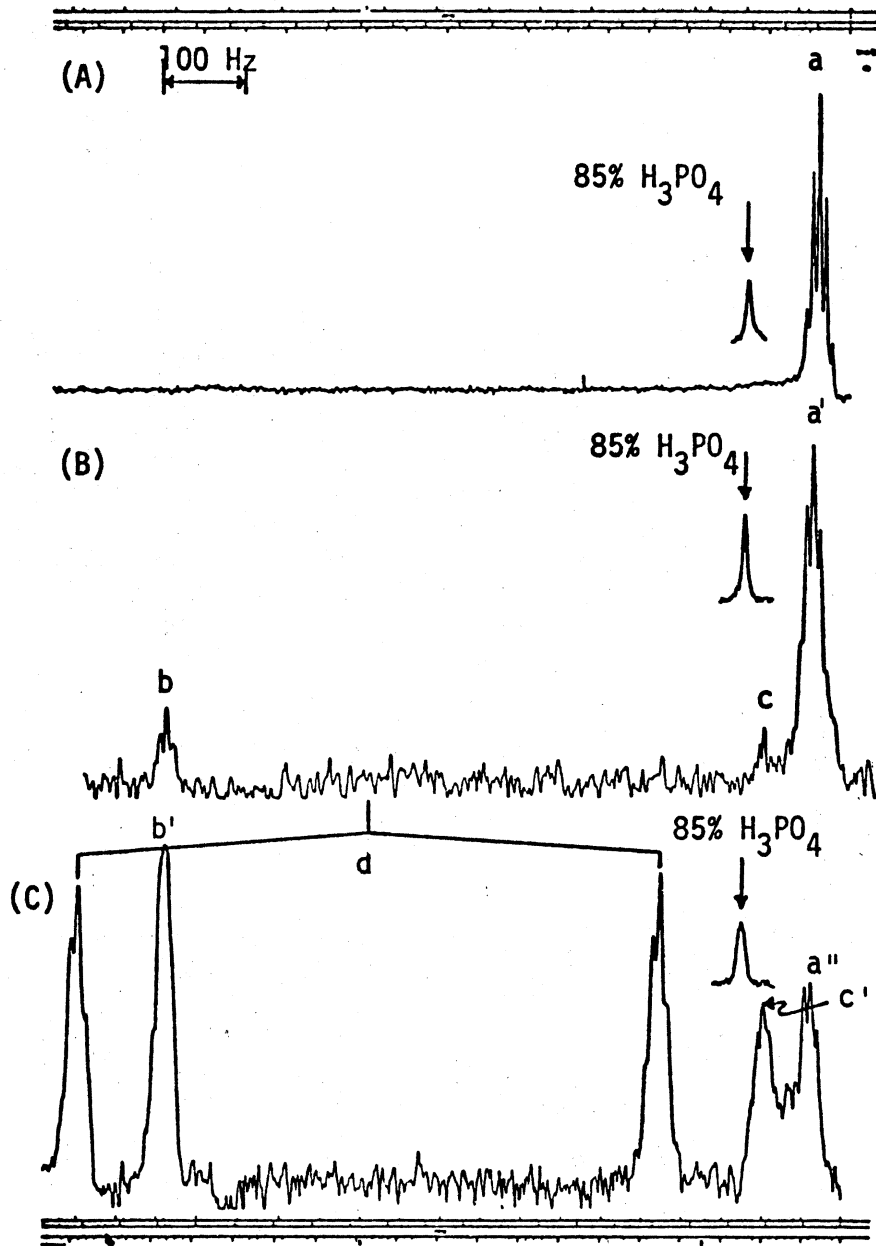 (A)
100 Hz
a
85% H₃PO₄
a'
(B)
85% H₃PO₄
b
c
b'
d
85% H₃PO₄
(C)
a"
c'